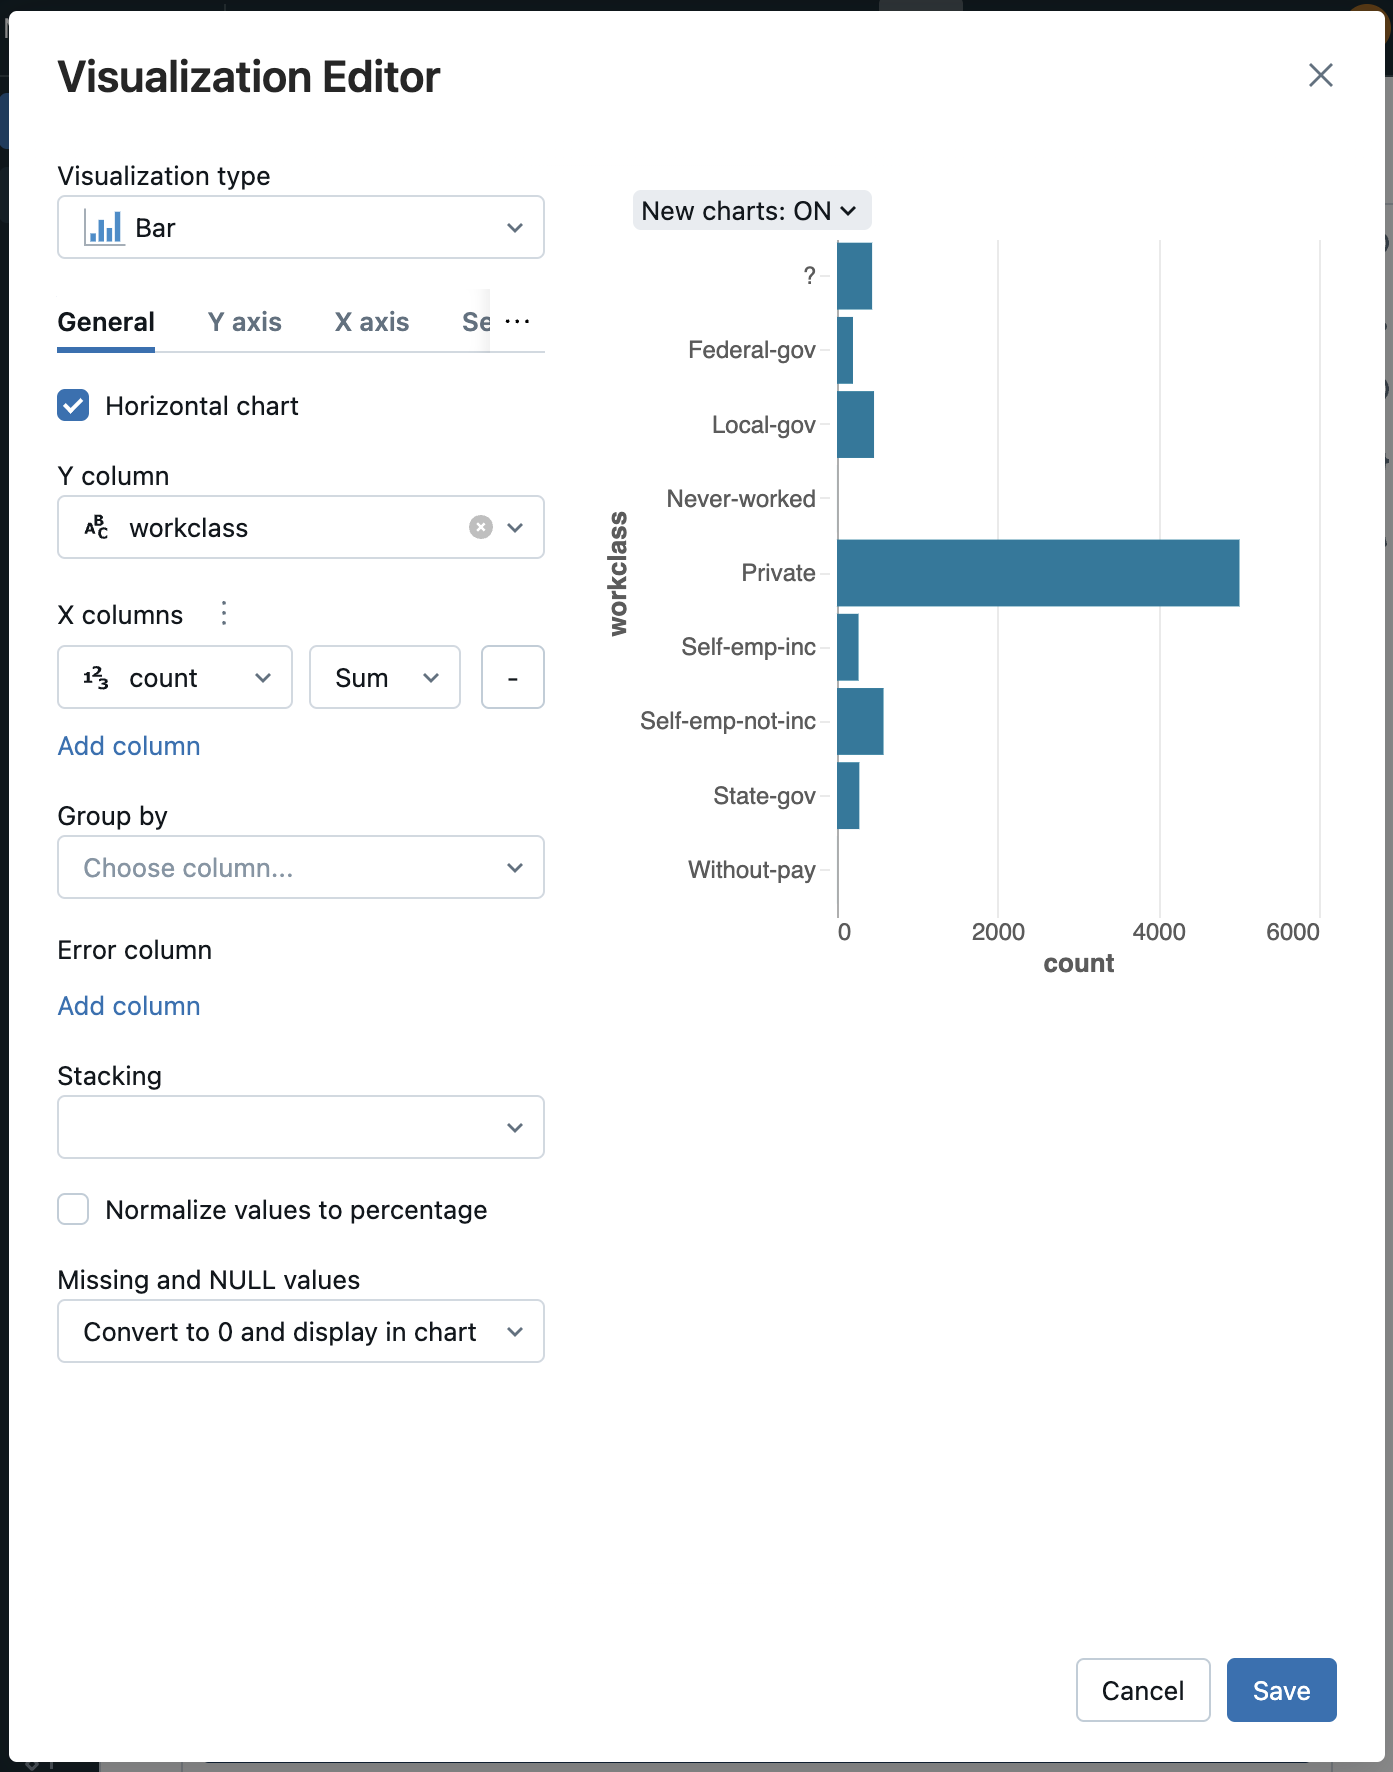 Visualization Editor
Visualization type
Bar
General Y axis X axis Se ...
Horizontal chart
Y column
workclass
X columns
count Sum -
Add column
Group by
Choose column...
Error column
Add column
Stacking
Normalize values to percentage
Missing and NULL values
Convert to 0 and display in chart
New charts: ON
?
Federal-gov
Local-gov
Never-worked
Private
Self-emp-inc
Self-emp-not-inc
State-gov
Without-pay
workclass
0 2000 4000 6000
count
Cancel Save